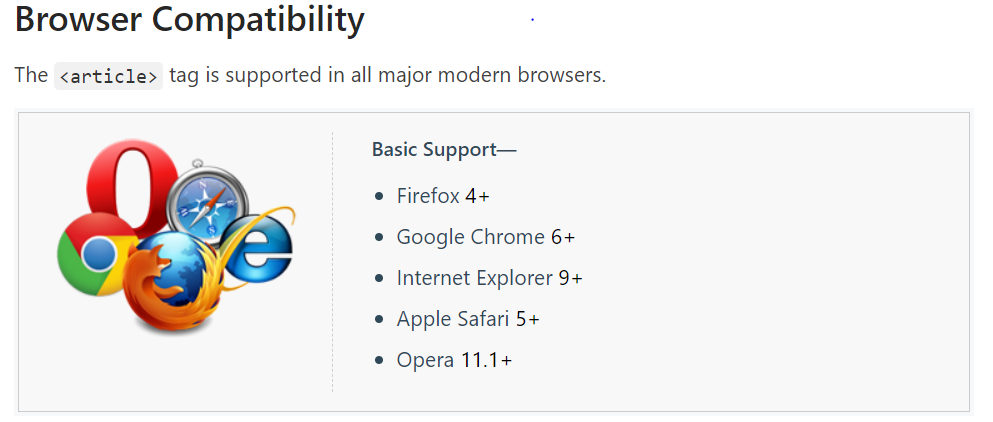 Browser Compatibility
The <article> tag is supported in all major modern browsers.
Basic Support—
• Firefox 4+
• Google Chrome 6+
• Internet Explorer 9+
• Apple Safari 5+
• Opera 11.1+